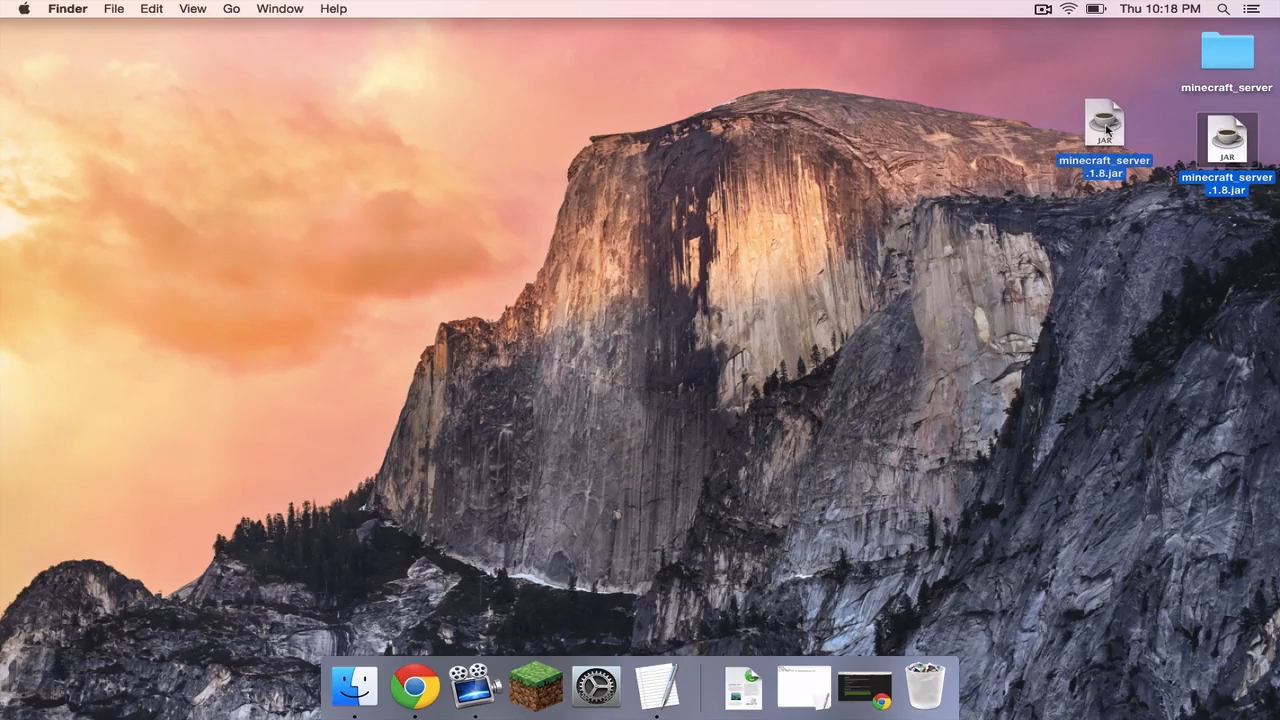 Finder File Edit View Go Window Help Thu 10:18 PM
minecraft_server
JAR
minecraft_server
.1.8.jar
JAR
minecraft_server
.1.8.jar